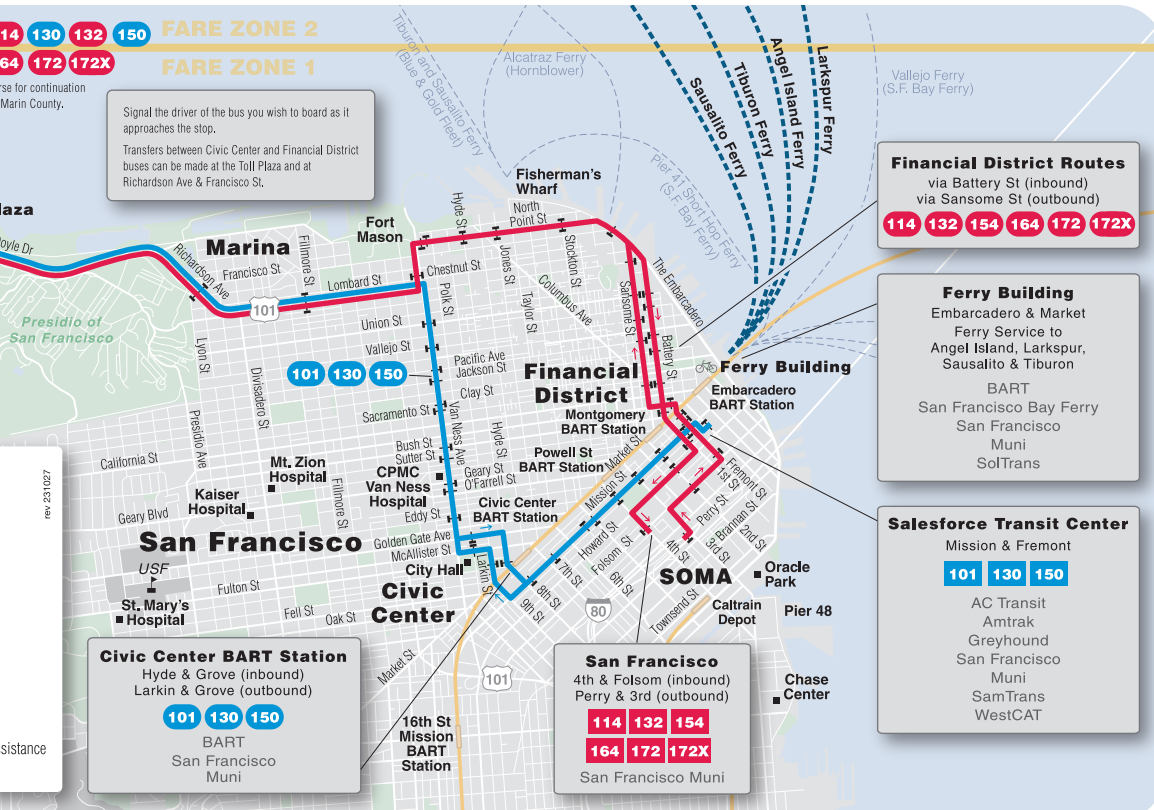 14 130 132 150
FARE ZONE 2
64 172 172X
FARE ZONE 1
rse for continuation
Marin County.
Signal the driver of the bus you wish to board as it
approaches the stop.
Transfers between Civic Center and Financial District
buses can be made at the Toll Plaza and at
Richardson Ave & Francisco St.
Tiburon and Sausalito Ferry
(Blue & Gold Fleet)
Alcatraz Ferry
(Hornblower)
Sausalito Ferry
Tiburon Ferry
Angel Island Ferry
Larkspur Ferry
Vallejo Ferry
(S.F. Bay Ferry)
Pier 41 Short Hop Ferry
(S.F. Bay Ferry)
Financial District Routes
via Battery St (inbound)
via Sansome St (outbound)
114 132 154 164 172 172X
Ferry Building
Embarcadero & Market
Ferry Service to
Angel Island, Larkspur,
Sausalito & Tiburon
BART
San Francisco Bay Ferry
San Francisco
Muni
SolTrans
Salesforce Transit Center
Mission & Fremont
101 130 150
AC Transit
Amtrak
Greyhound
San Francisco
Muni
SamTrans
WestCAT
laza
oyle Dr
Richardson Ave
Marina
Francisco St
Fillmore St
Lombard St
101
Fort
Mason
Chestnut St
Hyde St
North
Point St
Fisherman's
Wharf
Jones St
Stockton St
Columbus Ave
Taylor St
Polk St
Sansome St
Battery St
The Embarcadero
Presidio of
San Francisco
Lyon St
Divisadero St
Union St
Vallejo St
Pacific Ave
Jackson St
Clay St
101 130 150
Sacramento St
Van Ness Ave
Hyde St
Financial
District
Ferry Building
Embarcadero
BART Station
Montgomery
BART Station
Powell St
BART Station
Market St
Presidio Ave
California St
Bush St
Sutter St
Geary St
O'Farrell St
Mt. Zion
Hospital
CPMC
Van Ness
Hospital
Kaiser
Hospital
Fillmore St
Geary Blvd
Eddy St
Civic Center
BART Station
Mission St
Golden Gate Ave
McAllister St
San Francisco
City Hall
Larkin St
USF
St. Mary's
Hospital
Fulton St
Fell St
Oak St
Civic
Center
Howard St
Folsom St
9th St
8th St
7th St
6th St
4th St
3rd St
2nd St
1st St
Fremont St
Perry St
Brannan St
Townsend St
SOMA
80
Oracle
Park
Caltrain
Depot
Pier 48
Chase
Center
Market St
101
16th St
Mission
BART
Station
Civic Center BART Station
Hyde & Grove (inbound)
Larkin & Grove (outbound)
101 130 150
BART
San Francisco
Muni
San Francisco
4th & Folsom (inbound)
Perry & 3rd (outbound)
114 132 154
164 172 172X
San Francisco Muni
rev 231027
ssistance